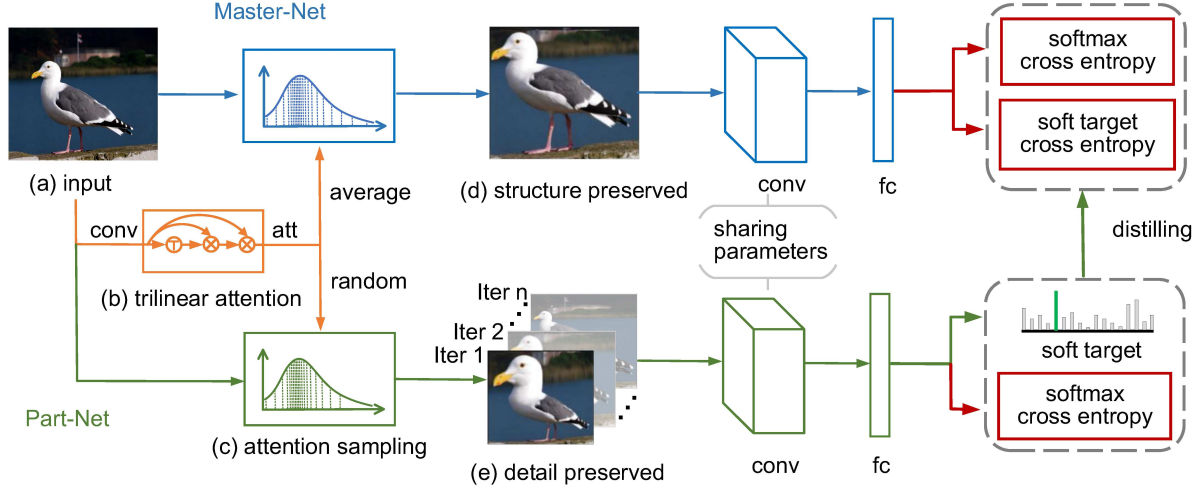 Master-Net
(a) input
conv
att
average
random
(b) trilinear attention
Part-Net
(c) attention sampling
(d) structure preserved
Iter n
Iter 2
Iter 1
(e) detail preserved
conv
fc
sharing
parameters
conv
fc
softmax
cross entropy
soft target
cross entropy
distilling
soft target
softmax
cross entropy